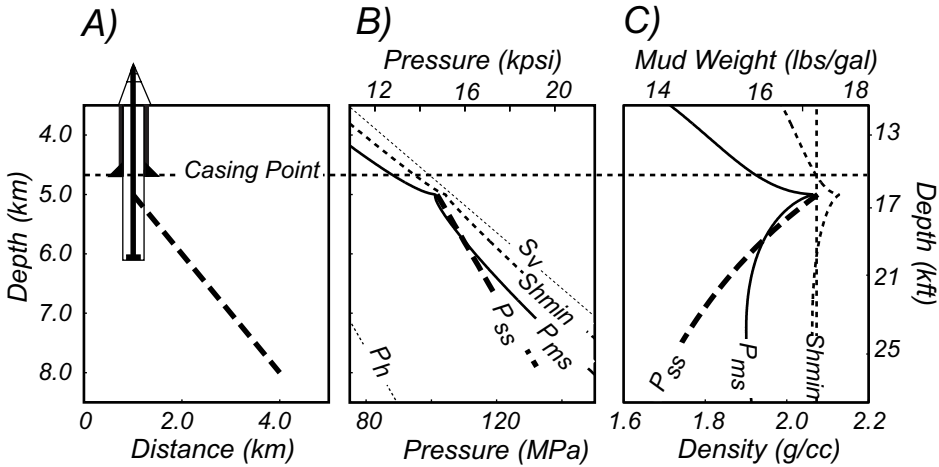 A)
B)
C)
Pressure (kpsi)
Mud Weight (lbs/gal)
12 16 20
14 16 18
4.0
5.0
6.0
7.0
8.0
Depth (km)
Casing Point
Sv
Shmin
Pms
Pss
Ph
Pss
Pms
Shmin
13
17
21
25
Depth (kft)
0 2.0 4.0
Distance (km)
80 120
Pressure (MPa)
1.6 1.8 2.0 2.2
Density (g/cc)